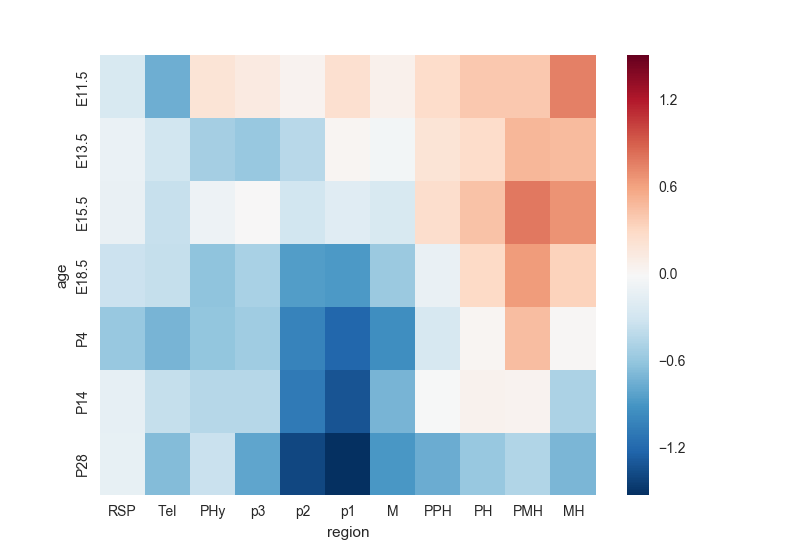 E11.5
E13.5
E15.5
E18.5
P4
P14
P28
age
RSP Tel PHy p3 p2 p1 M PPH PH PMH MH
region
1.2
0.6
0.0
−0.6
−1.2